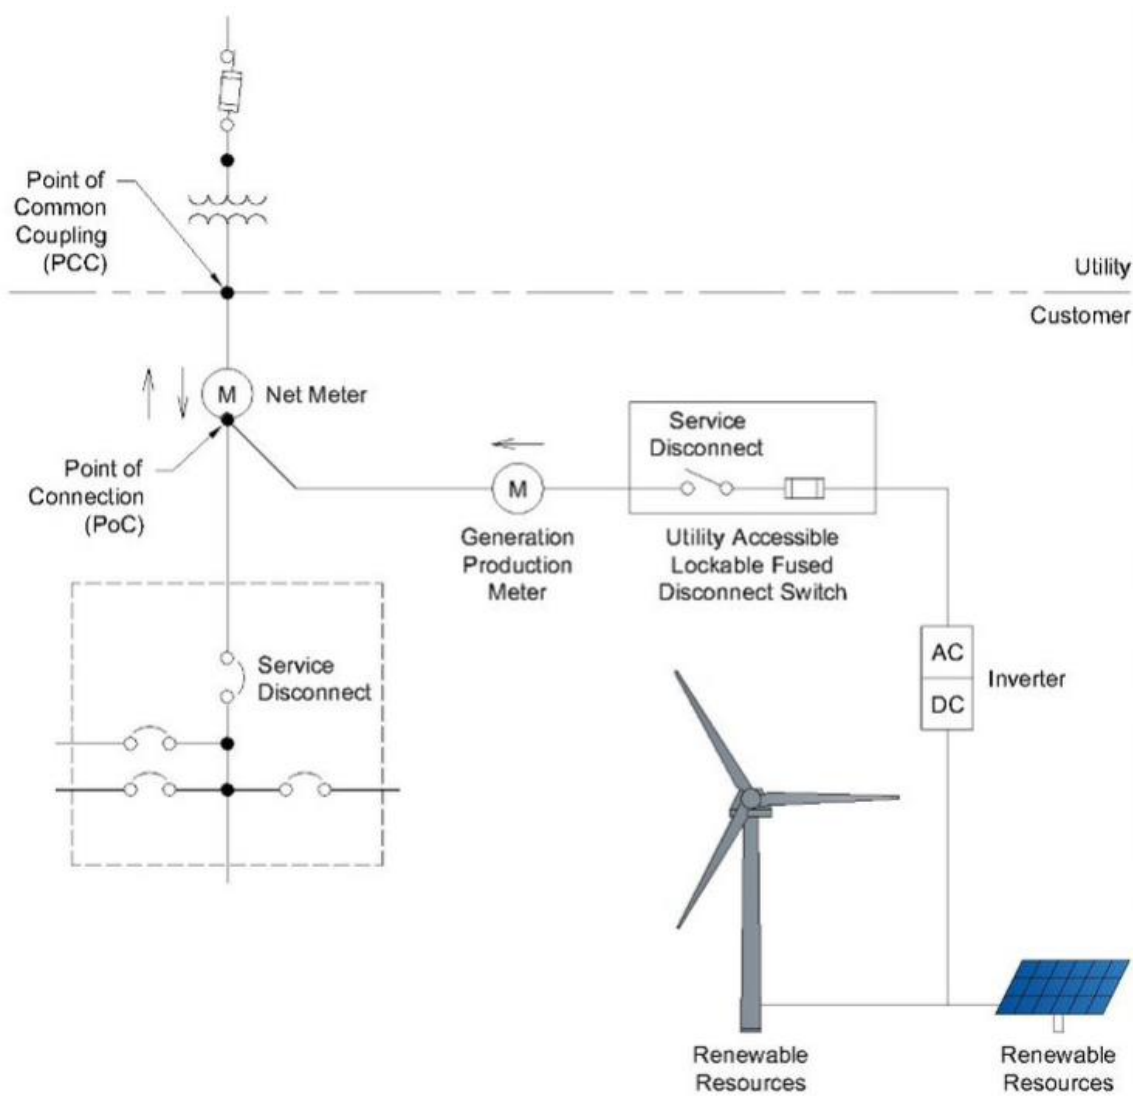 Point of
Common
Coupling
(PCC)
Utility
Customer
M
Net Meter
Point of
Connection
(PoC)
M
Generation
Production
Meter
Service
Disconnect
Utility Accessible
Lockable Fused
Disconnect Switch
Service
Disconnect
AC
DC
Inverter
Renewable
Resources
Renewable
Resources